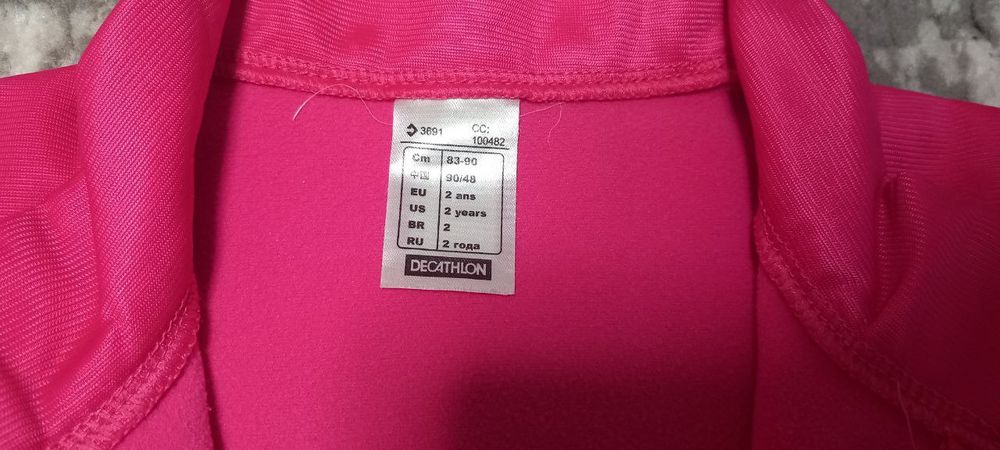 3691 CC:
100482
Cm 83-90
中国 90/48
EU 2 ans
US 2 years
BR 2
RU 2 года
DECATHLON